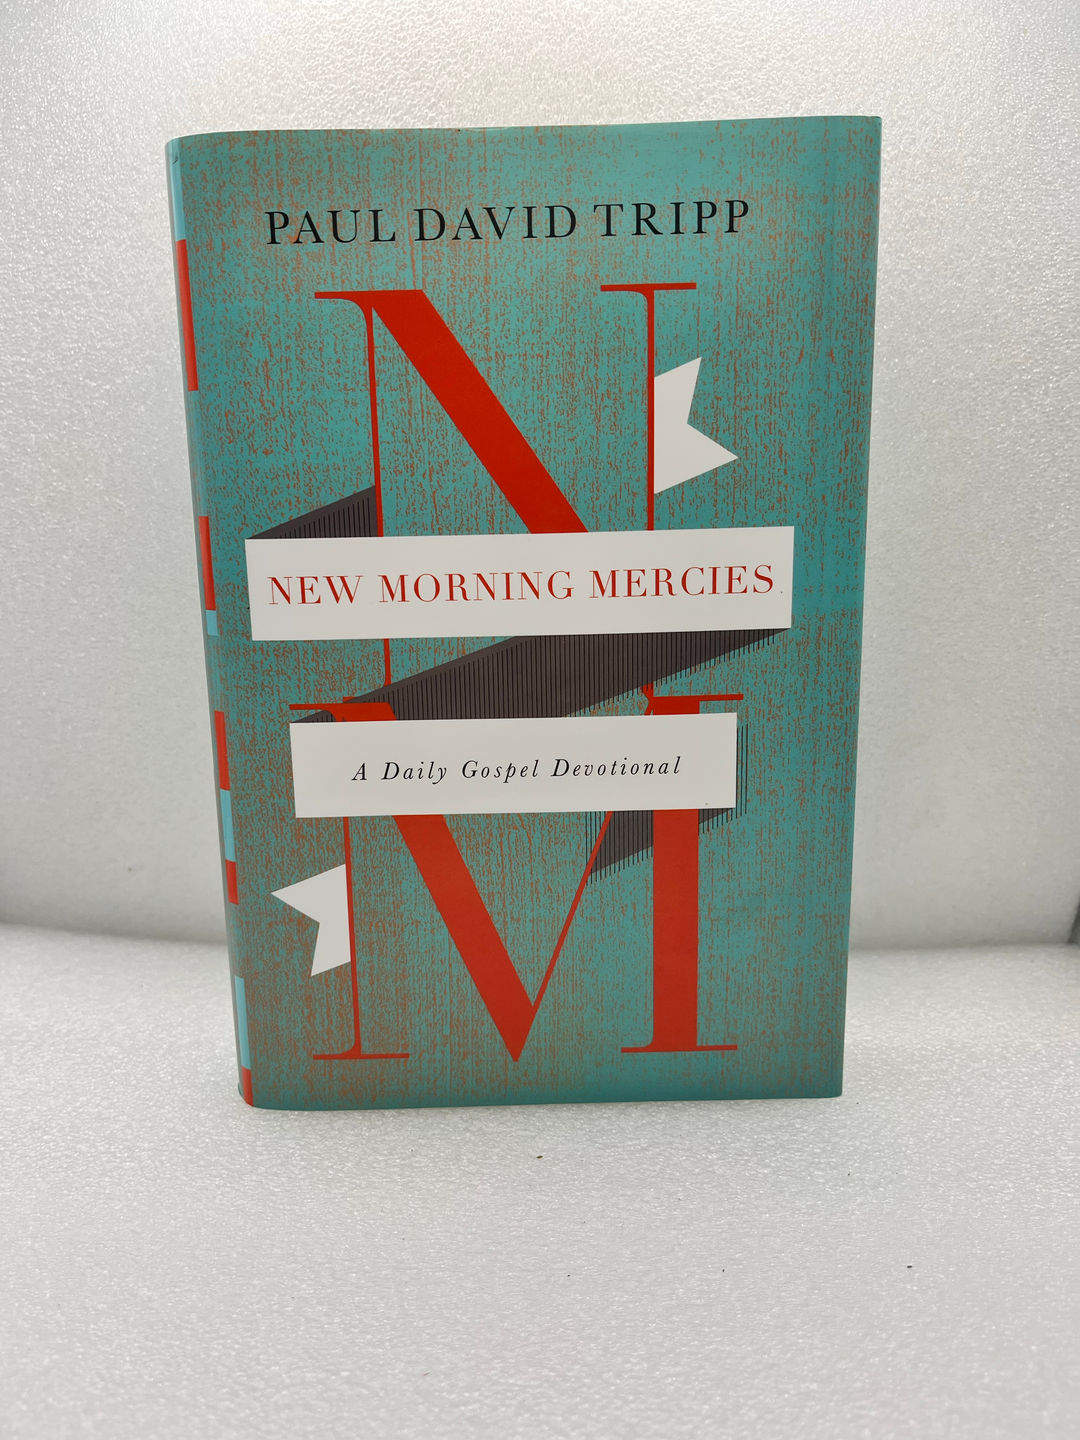 PAUL DAVID TRIPP
N
NEW MORNING MERCIES
M
A Daily Gospel Devotional